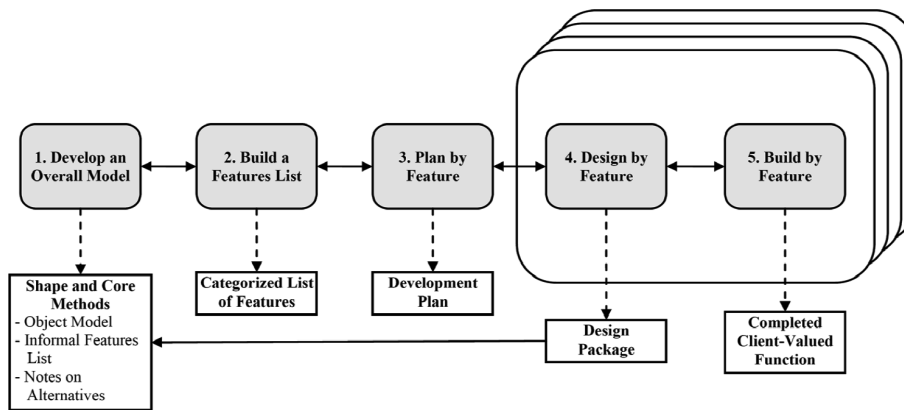 1. Develop an
Overall Model
2. Build a
Features List
3. Plan by
Feature
4. Design by
Feature
5. Build by
Feature
Shape and Core
Methods
- Object Model
- Informal Features
List
- Notes on
Alternatives
Categorized List
of Features
Development
Plan
Design
Package
Completed
Client-Valued
Function